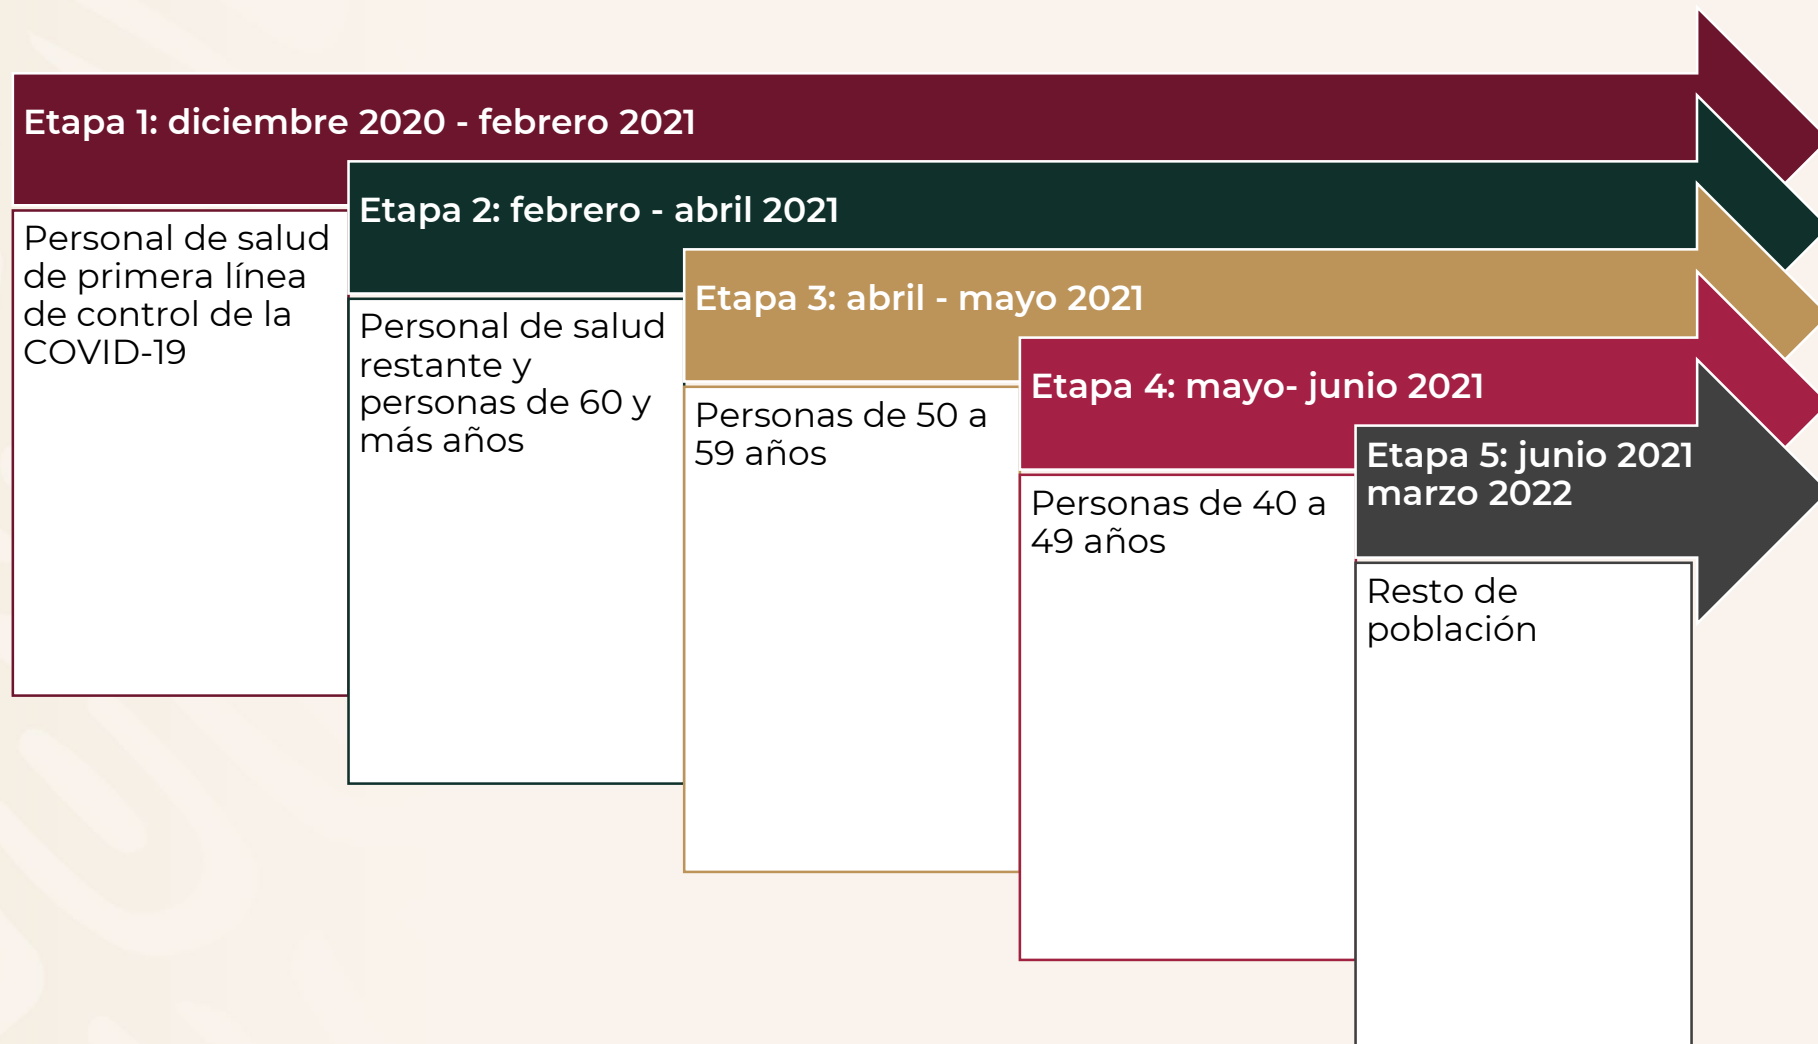 Etapa 1: diciembre 2020 - febrero 2021
Personal de salud
de primera línea
de control de la
COVID-19
Etapa 2: febrero - abril 2021
Personal de salud
restante y
personas de 60 y
más años
Etapa 3: abril - mayo 2021
Personas de 50 a
59 años
Etapa 4: mayo- junio 2021
Personas de 40 a
49 años
Etapa 5: junio 2021
marzo 2022
Resto de
población